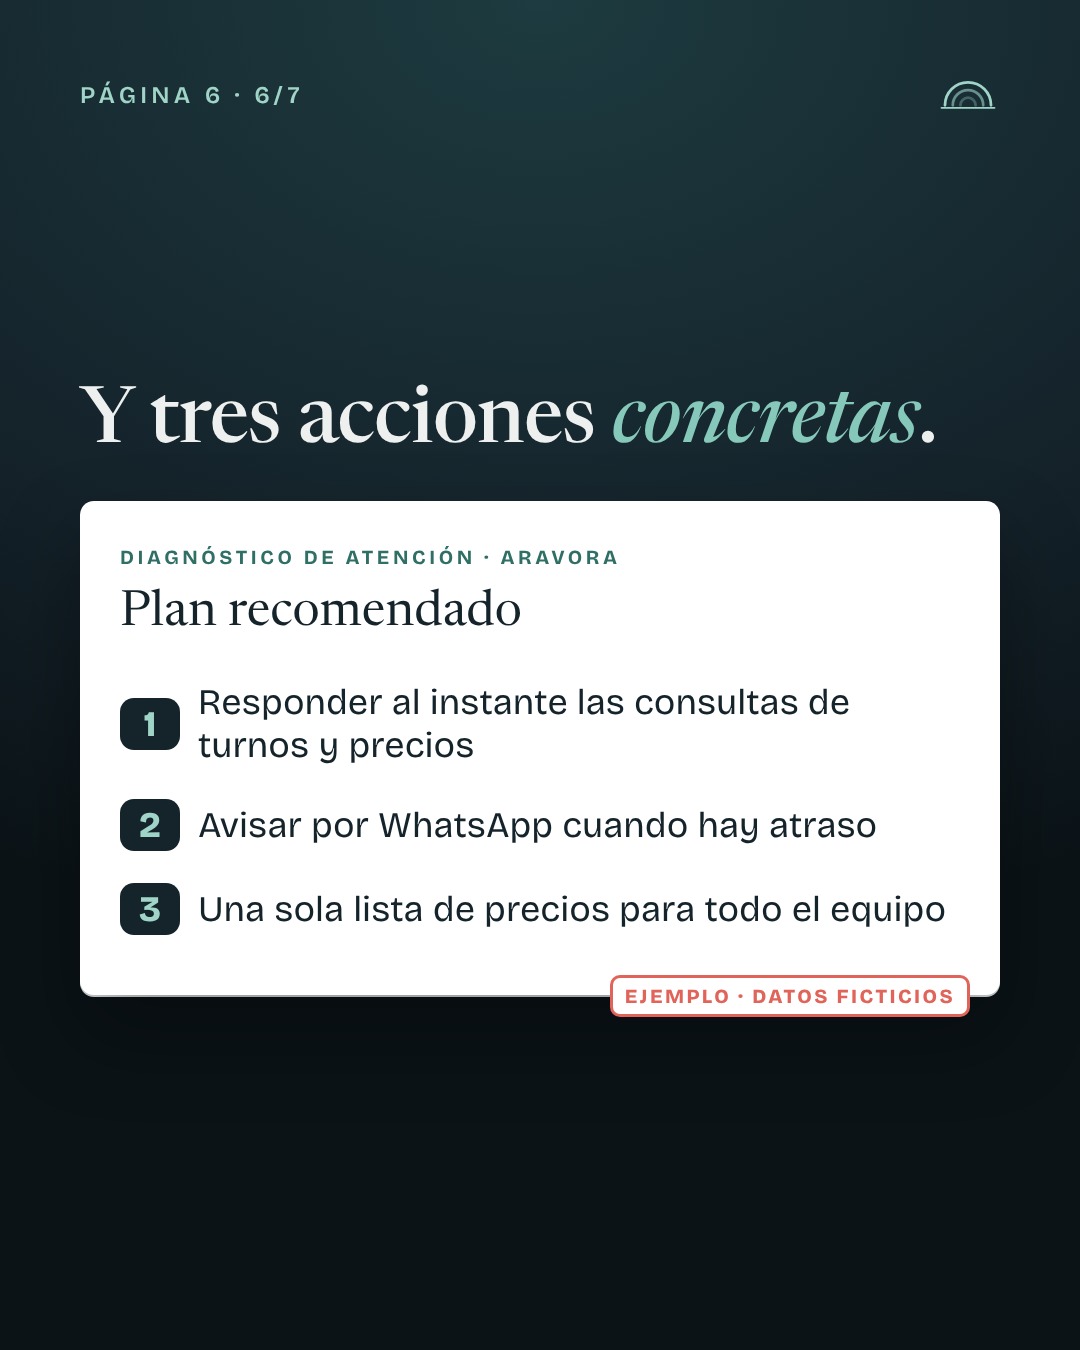 PÁGINA 6 · 6/7
Y tres acciones concretas.
DIAGNÓSTICO DE ATENCIÓN · ARAVORA
Plan recomendado
1 Responder al instante las consultas de
turnos y precios
2 Avisar por WhatsApp cuando hay atraso
3 Una sola lista de precios para todo el equipo
EJEMPLO · DATOS FICTICIOS